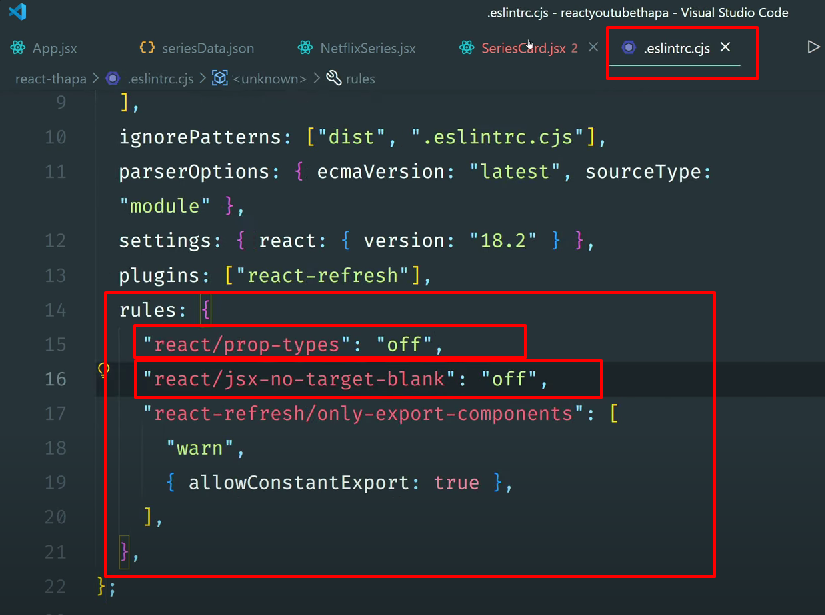 .eslintrc.cjs - reactyoutubethapa - Visual Studio Code
App.jsx {} seriesData.json NetflixSeries.jsx SeriesCard.jsx 2 × .eslintrc.cjs ×
react-thapa > .eslintrc.cjs > <unknown> > rules
9 ],
10 ignorePatterns: ["dist", ".eslintrc.cjs"],
11 parserOptions: { ecmaVersion: "latest", sourceType:
"module" },
12 settings: { react: { version: "18.2" } },
13 plugins: ["react-refresh"],
14 rules: {
15 "react/prop-types": "off",
16 "react/jsx-no-target-blank": "off",
17 "react-refresh/only-export-components": [
18 "warn",
19 { allowConstantExport: true },
20 ],
21 },
22 };